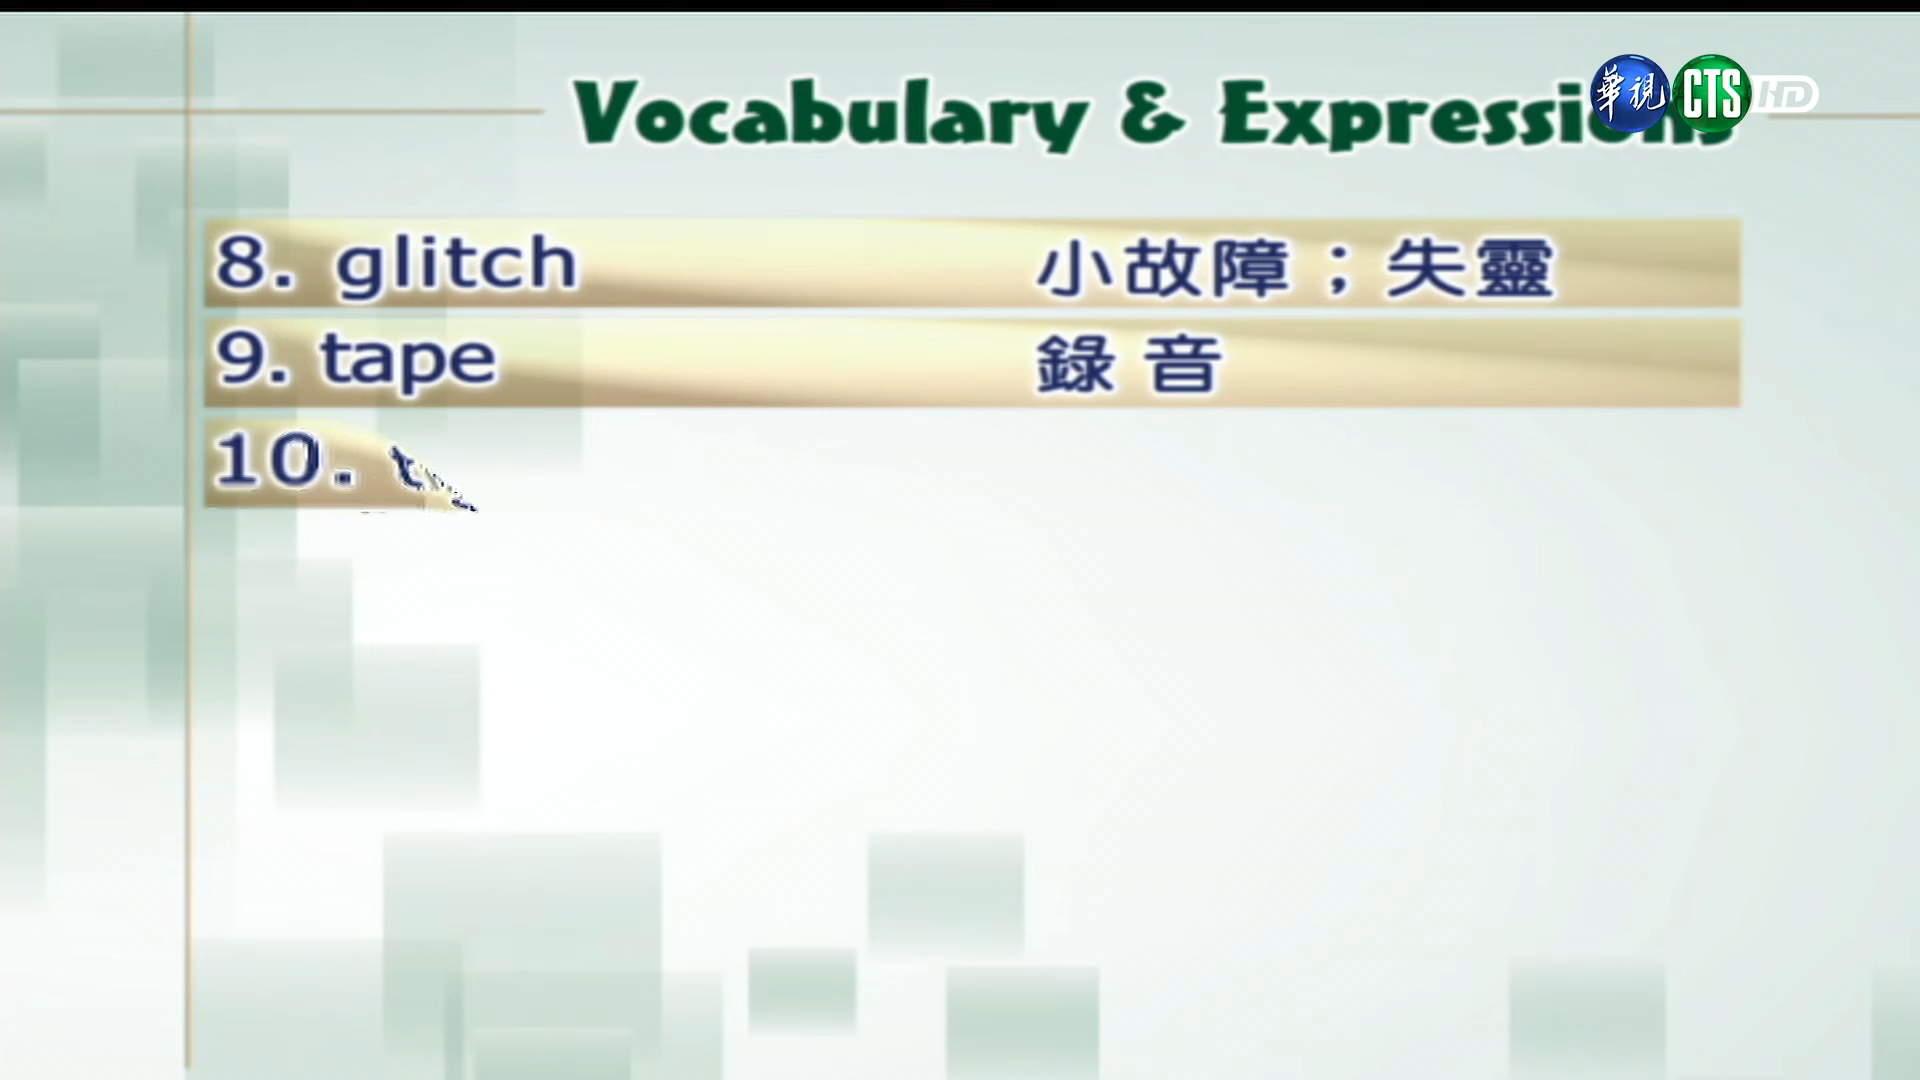 華視 CTS HD
Vocabulary & Expressions
8. glitch 小故障；失靈
9. tape 錄音
10.